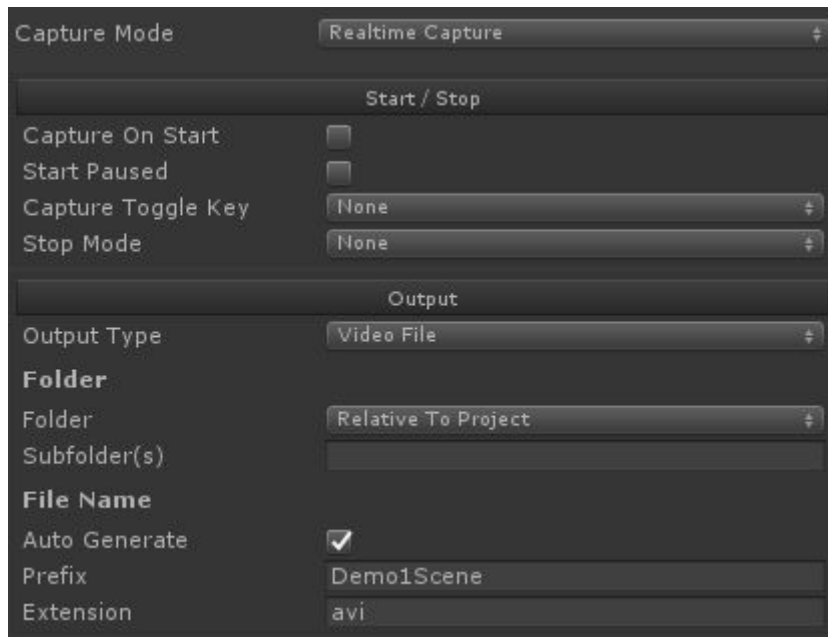 Capture Mode Realtime Capture
Start / Stop
Capture On Start
Start Paused
Capture Toggle Key None
Stop Mode None
Output
Output Type Video File
Folder
Folder Relative To Project
Subfolder(s)
File Name
Auto Generate
Prefix Demo1Scene
Extension avi